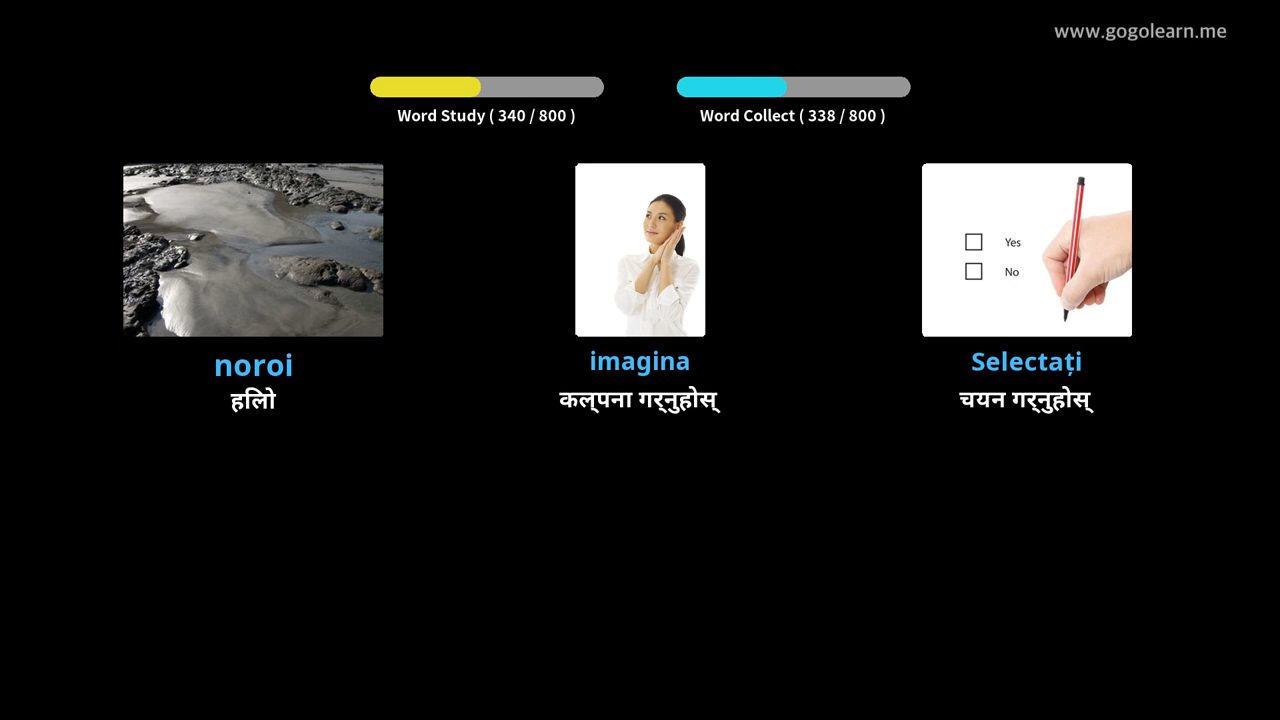 www.gogolearn.me
Word Study ( 340 / 800 )
Word Collect ( 338 / 800 )
Yes
No
noroi
imagina
Selectați
हिलो
कल्पना गर्नुहोस्
चयन गर्नुहोस्